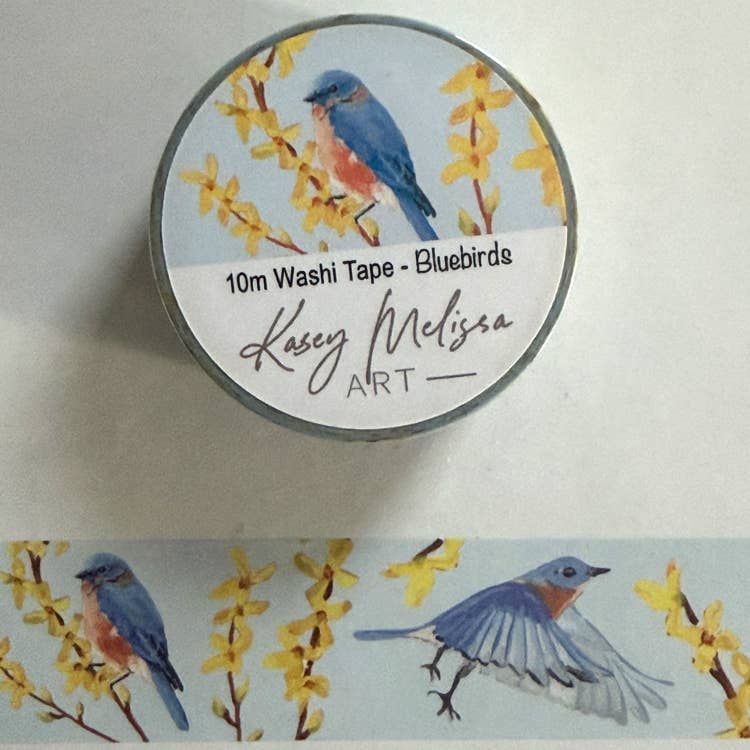 10m Washi Tape - Bluebirds
Kasey Melissa
ART